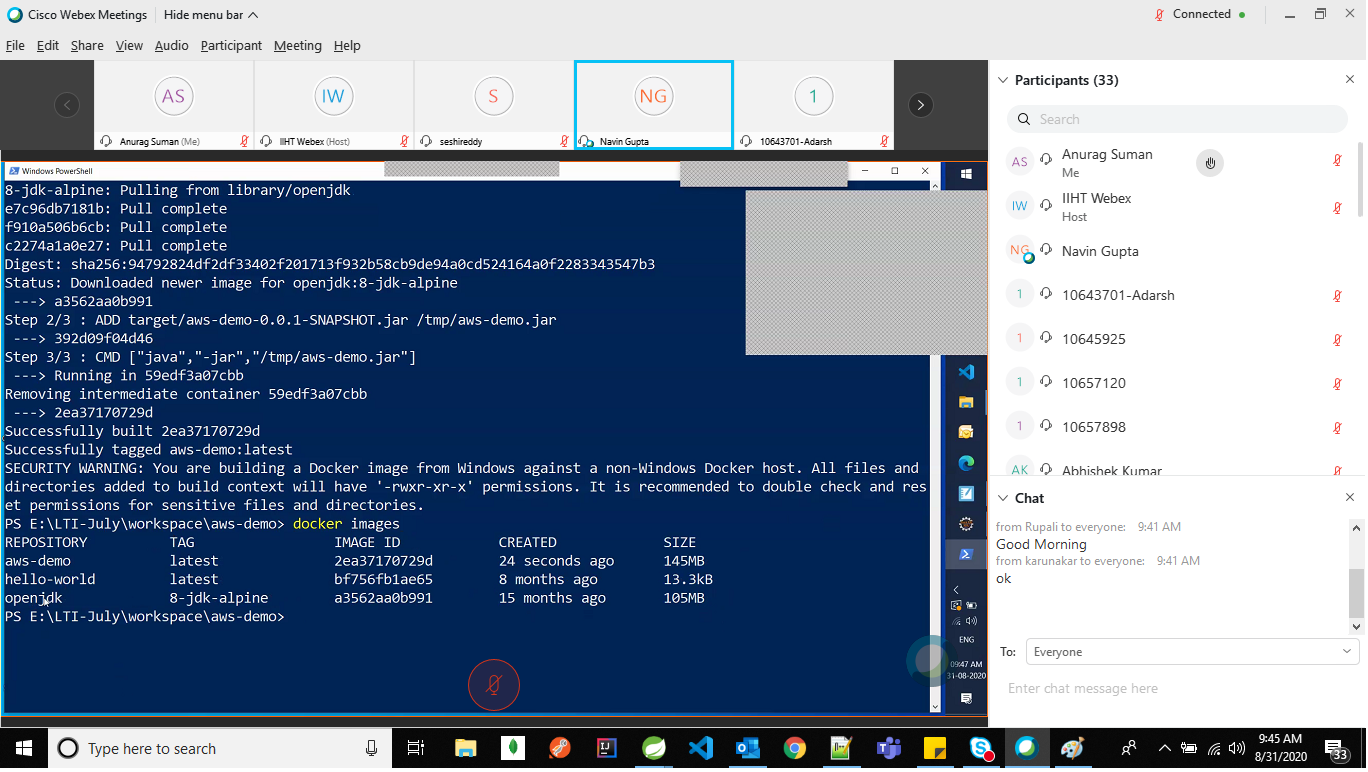 Cisco Webex Meetings
Hide menu bar
Connected
File Edit Share View Audio Participant Meeting Help
AS
IW
S
NG
1
Anurag Suman (Me)
IIHT Webex (Host)
seshireddy
Navin Gupta
10643701-Adarsh
Windows PowerShell
8-jdk-alpine: Pulling from library/openjdk
e7c96db7181b: Pull complete
f910a506b6cb: Pull complete
c2274a1a0e27: Pull complete
Digest: sha256:94792824df2df33402f201713f932b58cb9de94a0cd524164a0f2283343547b3
Status: Downloaded newer image for openjdk:8-jdk-alpine
---> a3562aa0b991
Step 2/3 : ADD target/aws-demo-0.0.1-SNAPSHOT.jar /tmp/aws-demo.jar
---> 392d09f04d46
Step 3/3 : CMD ["java","-jar","/tmp/aws-demo.jar"]
---> Running in 59edf3a07cbb
Removing intermediate container 59edf3a07cbb
---> 2ea37170729d
Successfully built 2ea37170729d
Successfully tagged aws-demo:latest
SECURITY WARNING: You are building a Docker image from Windows against a non-Windows Docker host. All files and
directories added to build context will have '-rwxr-xr-x' permissions. It is recommended to double check and res
et permissions for sensitive files and directories.
PS E:\LTI-July\workspace\aws-demo> docker images
REPOSITORY TAG IMAGE ID CREATED SIZE
aws-demo latest 2ea37170729d 24 seconds ago 145MB
hello-world latest bf756fb1ae65 8 months ago 13.3kB
openjdk 8-jdk-alpine a3562aa0b991 15 months ago 105MB
PS E:\LTI-July\workspace\aws-demo>
ENG
09:47 AM
31-08-2020
Participants (33)
Search
AS Anurag Suman
Me
IW IIHT Webex
Host
NG Navin Gupta
1 10643701-Adarsh
1 10645925
1 10657120
1 10657898
AK Abhishek Kumar
Chat
from Rupali to everyone: 9:41 AM
Good Morning
from karunakar to everyone: 9:41 AM
ok
To: Everyone
Enter chat message here
Type here to search
9:45 AM
8/31/2020
33